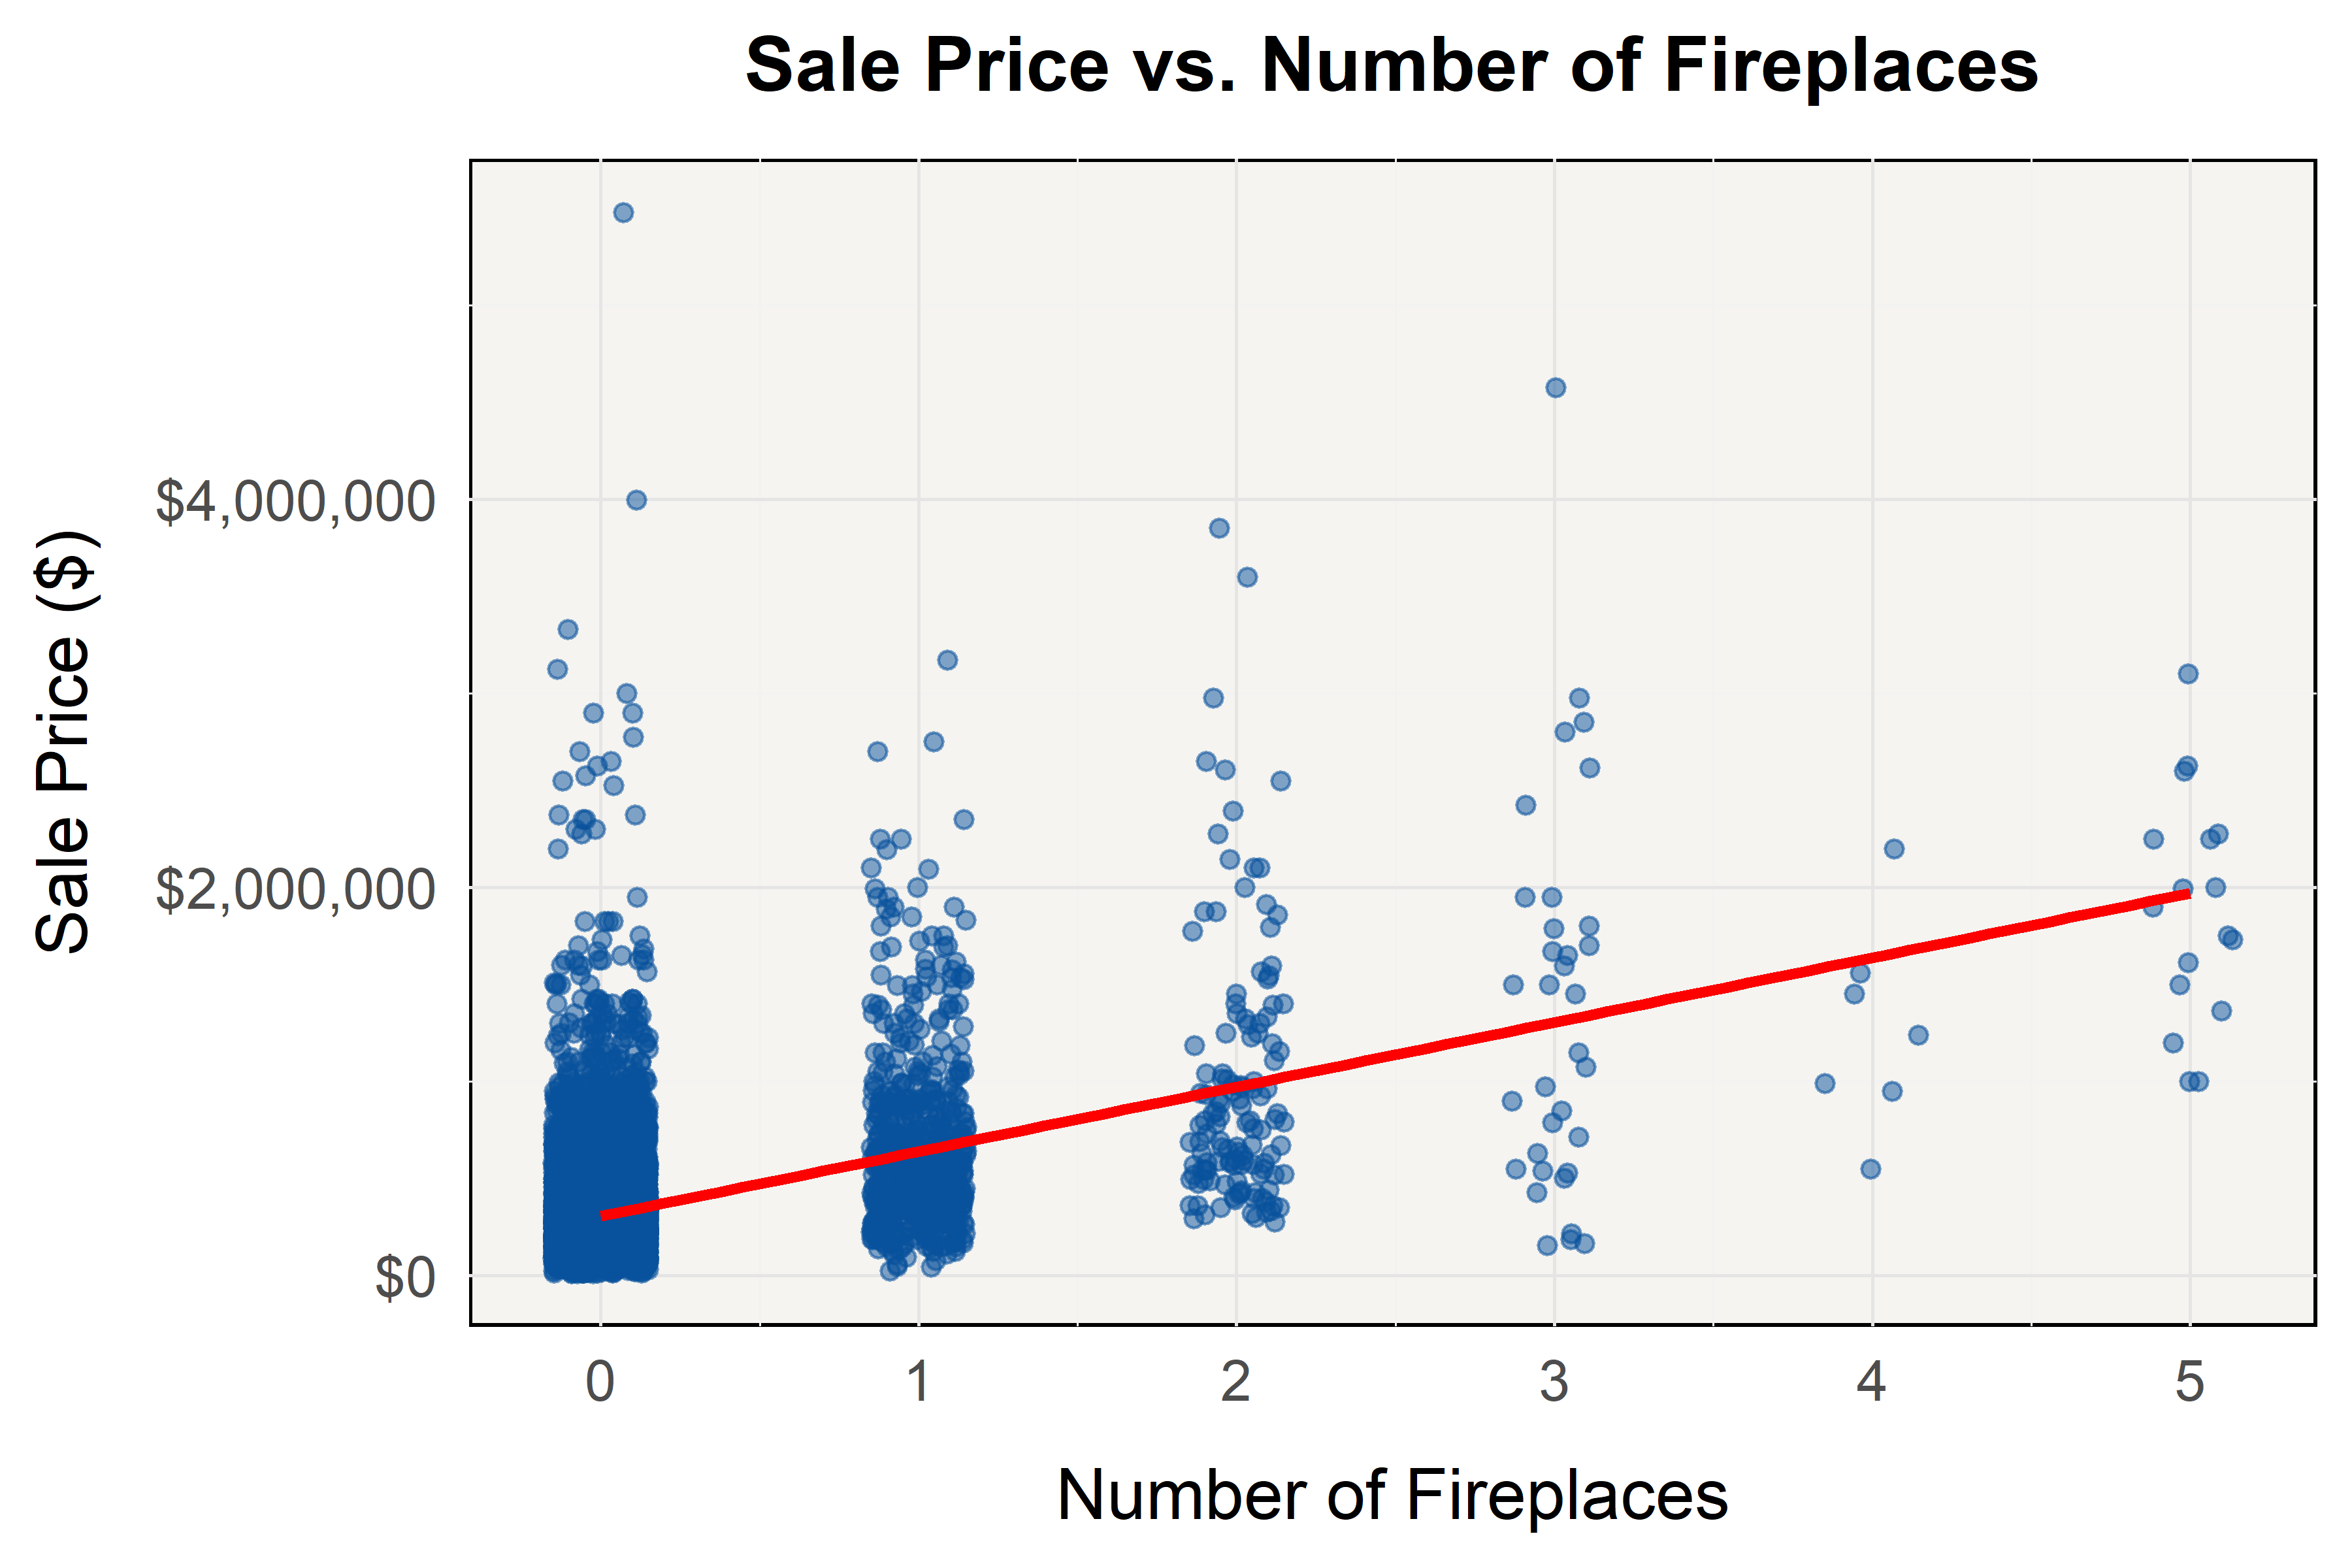 Sale Price vs. Number of Fireplaces
Sale Price ($)
$4,000,000
$2,000,000
$0
0 1 2 3 4 5
Number of Fireplaces